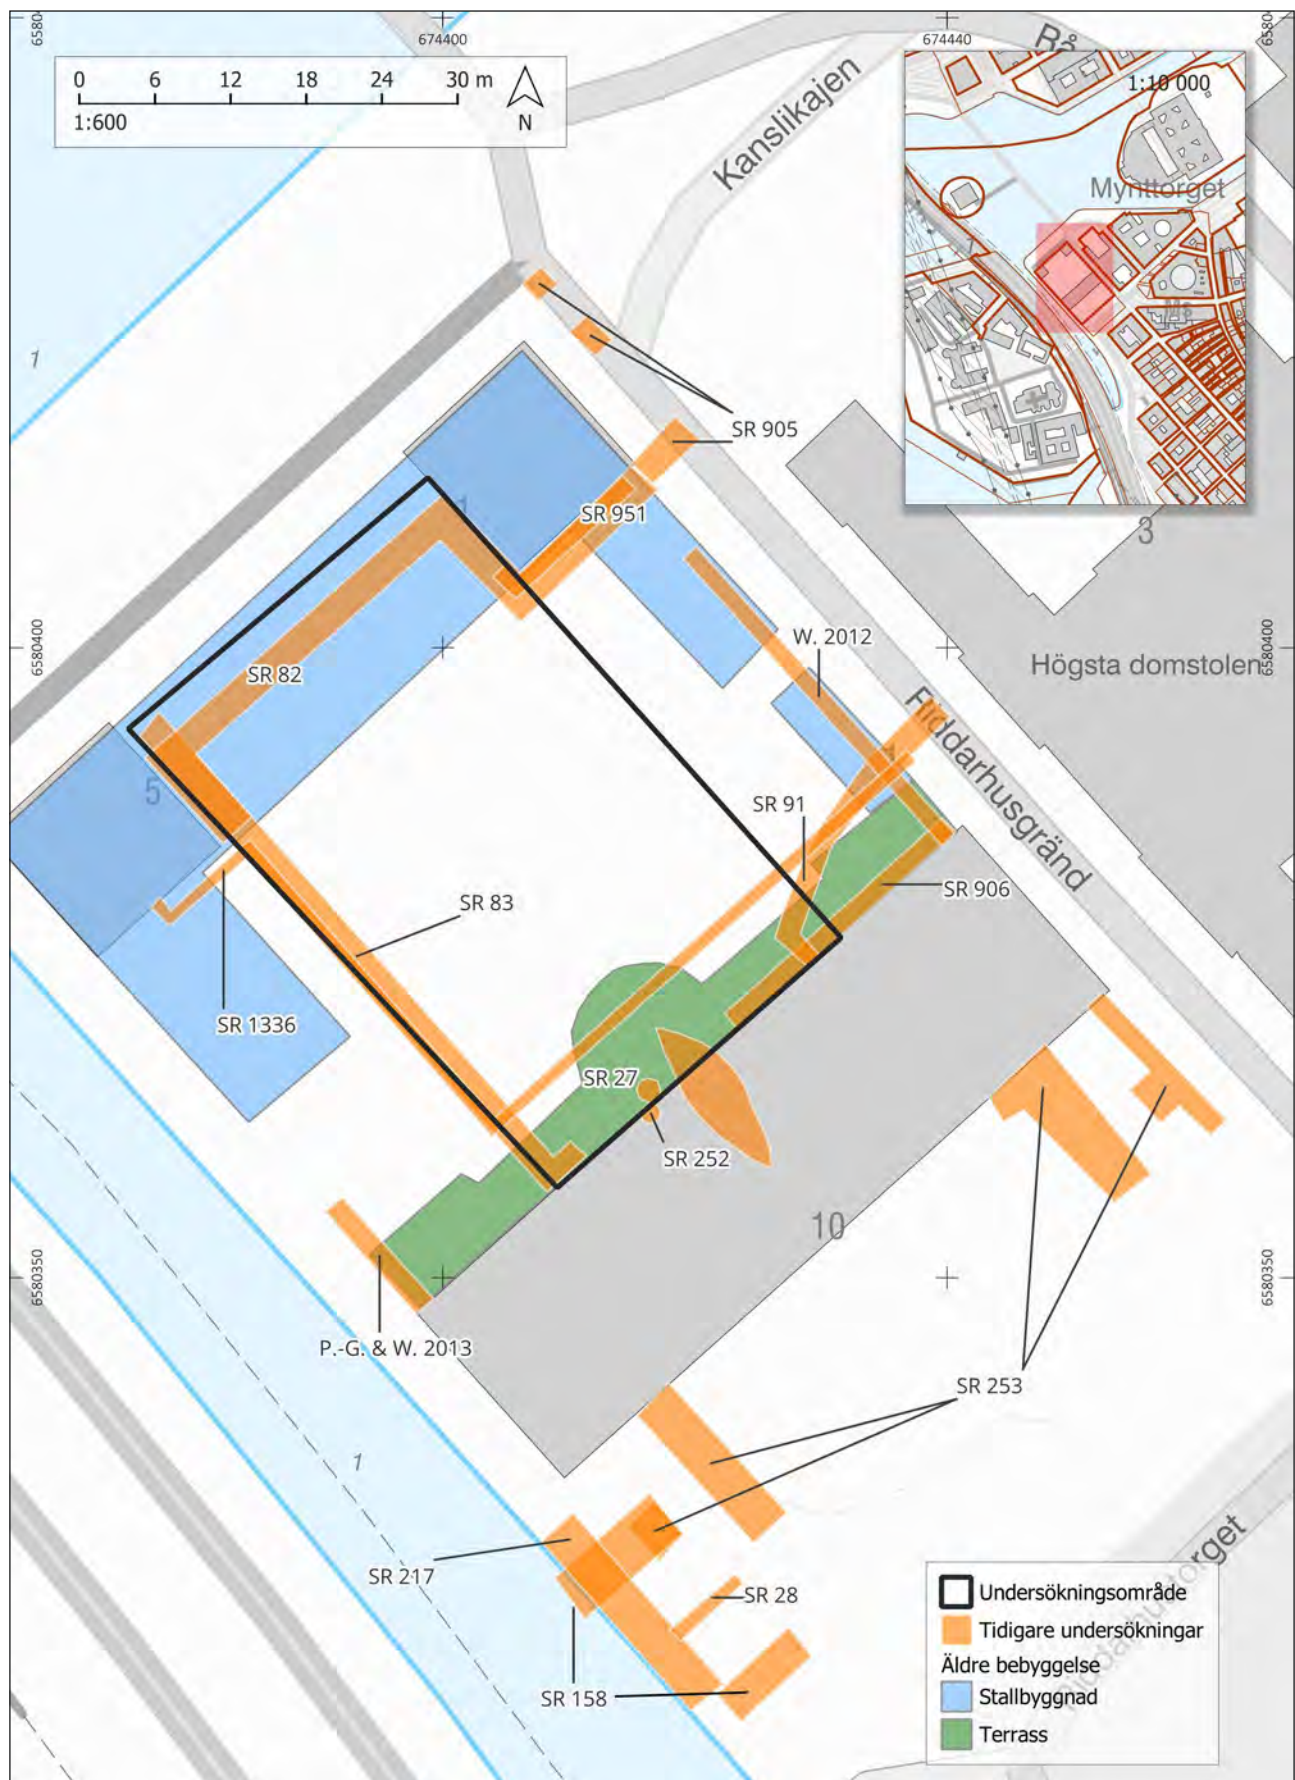 674400
674440
6580400
6580400
6580350
6580350
0 6 12 18 24 30 m
1:600
N
Kanslikajen
1:10 000
Mynttorget
1
1
SR 905
1
SR 951
3
W. 2012
Högsta domstolen
SR 82
Riddarhusgränd
5
SR 91
SR 906
SR 83
SR 1336
SR 27
SR 252
10
P.-G. & W. 2013
SR 253
1
SR 217
SR 28
SR 158
Riddarhustorget
Undersökningsområde
Tidigare undersökningar
Äldre bebyggelse
Stallbyggnad
Terrass